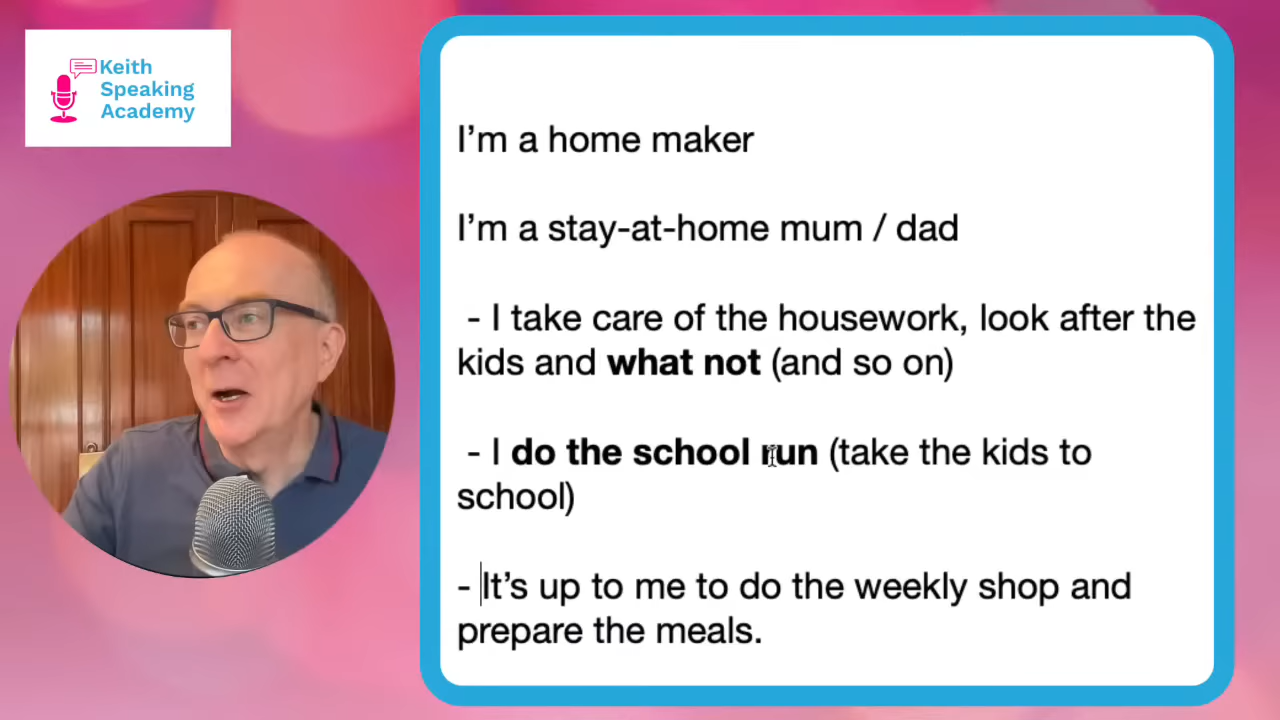 Keith
Speaking
Academy
I'm a home maker
I'm a stay-at-home mum / dad
- I take care of the housework, look after the
kids and what not (and so on)
- I do the school run (take the kids to
school)
- It's up to me to do the weekly shop and
prepare the meals.